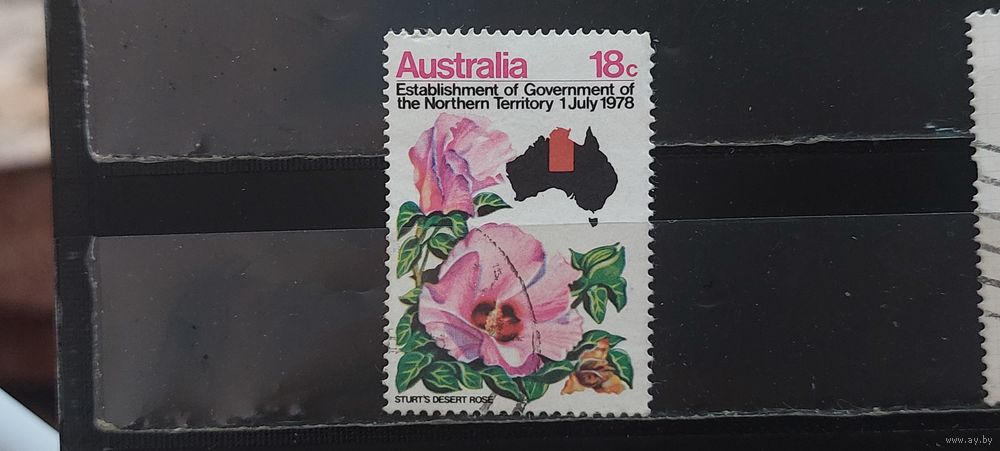 Australia 18c
Establishment of Government of
the Northern Territory 1 July 1978
STURT'S DESERT ROSE
www.ay.by